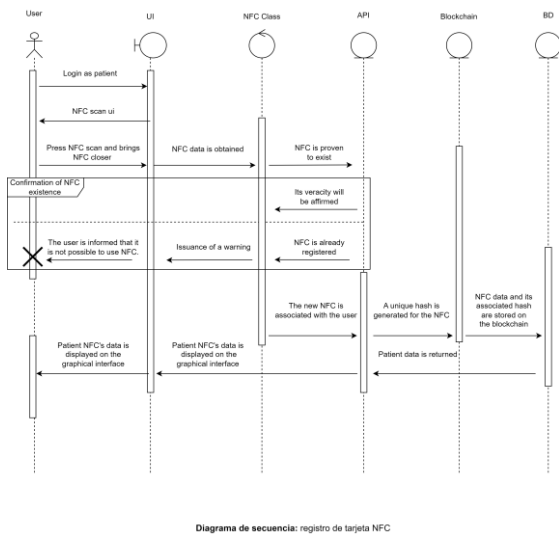 User
UI
NFC Class
API
Blockchain
BD
Login as patient
NFC scan ui
Press NFC scan and brings
NFC closer
NFC data is obtained
NFC is proven
to exist
Confirmation of NFC
existence
Its veracity will
be affirmed
The user is informed that it
is not possible to use NFC.
Issuance of a warning
NFC is already
registered
The new NFC is
associated with the user
A unique hash is
generated for the NFC
NFC data and its
associated hash
are stored on
the blockchain
Patient NFC's data is
displayed on the
graphical interface
Patient NFC's data is
displayed on the
graphical interface
Patient data is returned
Diagrama de secuencia: registro de tarjeta NFC